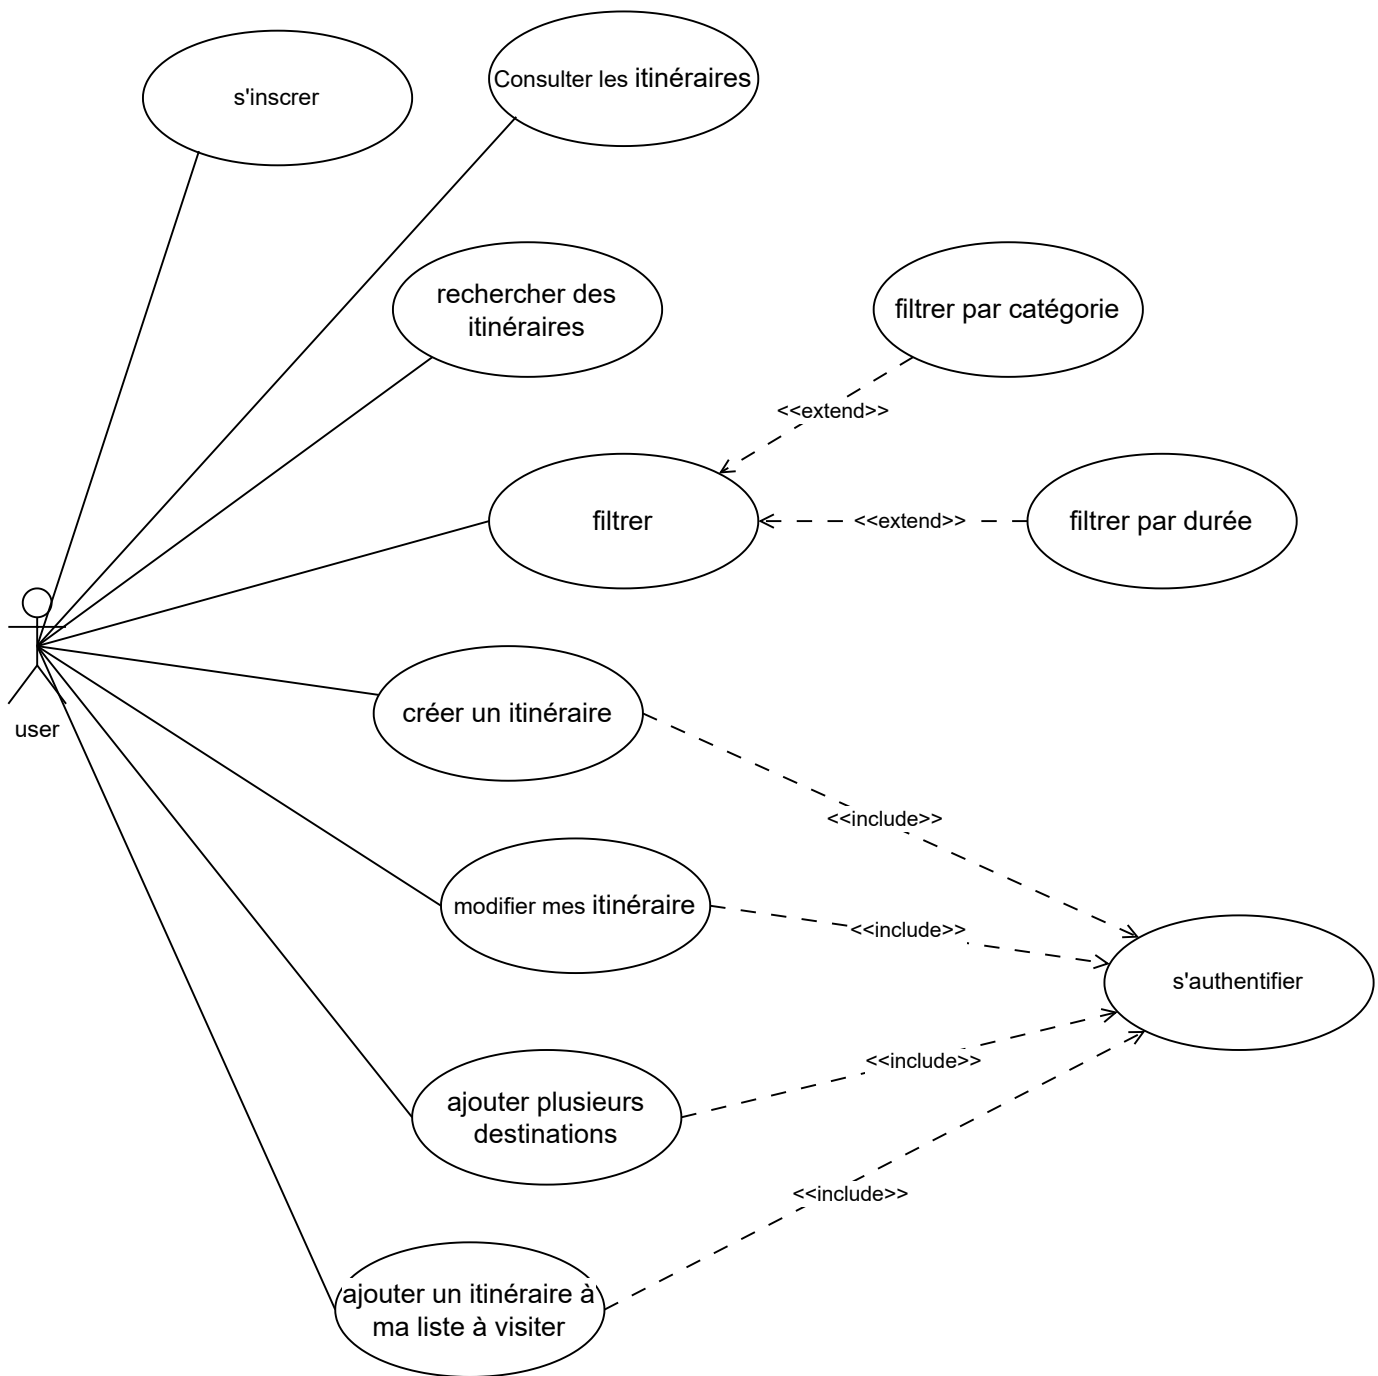 s'inscrer
Consulter les itinéraires
rechercher des
itinéraires
filtrer par catégorie
<<extend>>
filtrer
<<extend>>
filtrer par durée
user
créer un itinéraire
<<include>>
modifier mes itinéraire
<<include>>
s'authentifier
<<include>>
ajouter plusieurs
destinations
<<include>>
ajouter un itinéraire à
ma liste à visiter